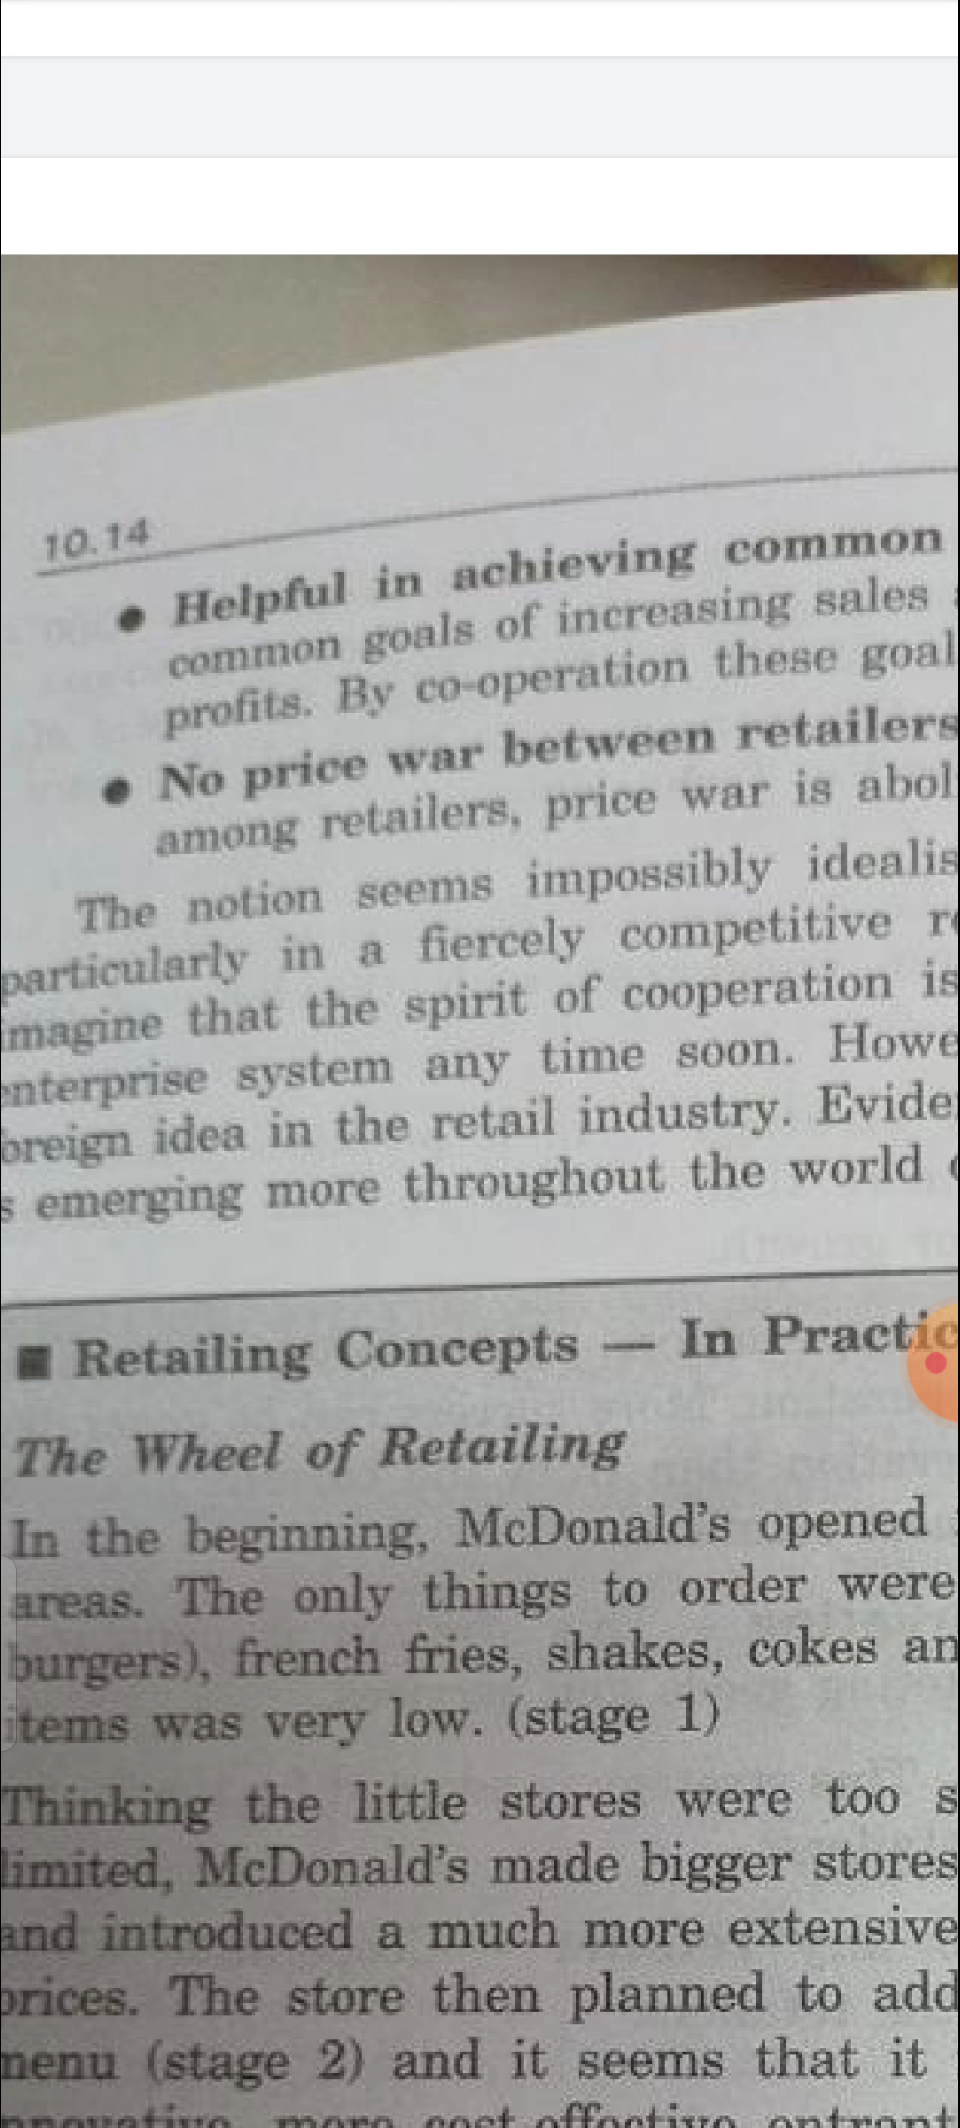 10.14
● Helpful in achieving common
common goals of increasing sales
profits. By co-operation these goal
● No price war between retailers
among retailers, price war is abol
The notion seems impossibly idealis
particularly in a fiercely competitive r
imagine that the spirit of cooperation is
enterprise system any time soon. Howe
oreign idea in the retail industry. Evide
s emerging more throughout the world
■ Retailing Concepts — In Practic
The Wheel of Retailing
In the beginning, McDonald's opened
areas. The only things to order were
burgers), french fries, shakes, cokes an
items was very low. (stage 1)
Thinking the little stores were too s
limited, McDonald's made bigger stores
and introduced a much more extensive
prices. The store then planned to add
menu (stage 2) and it seems that it
more cost effective entrant